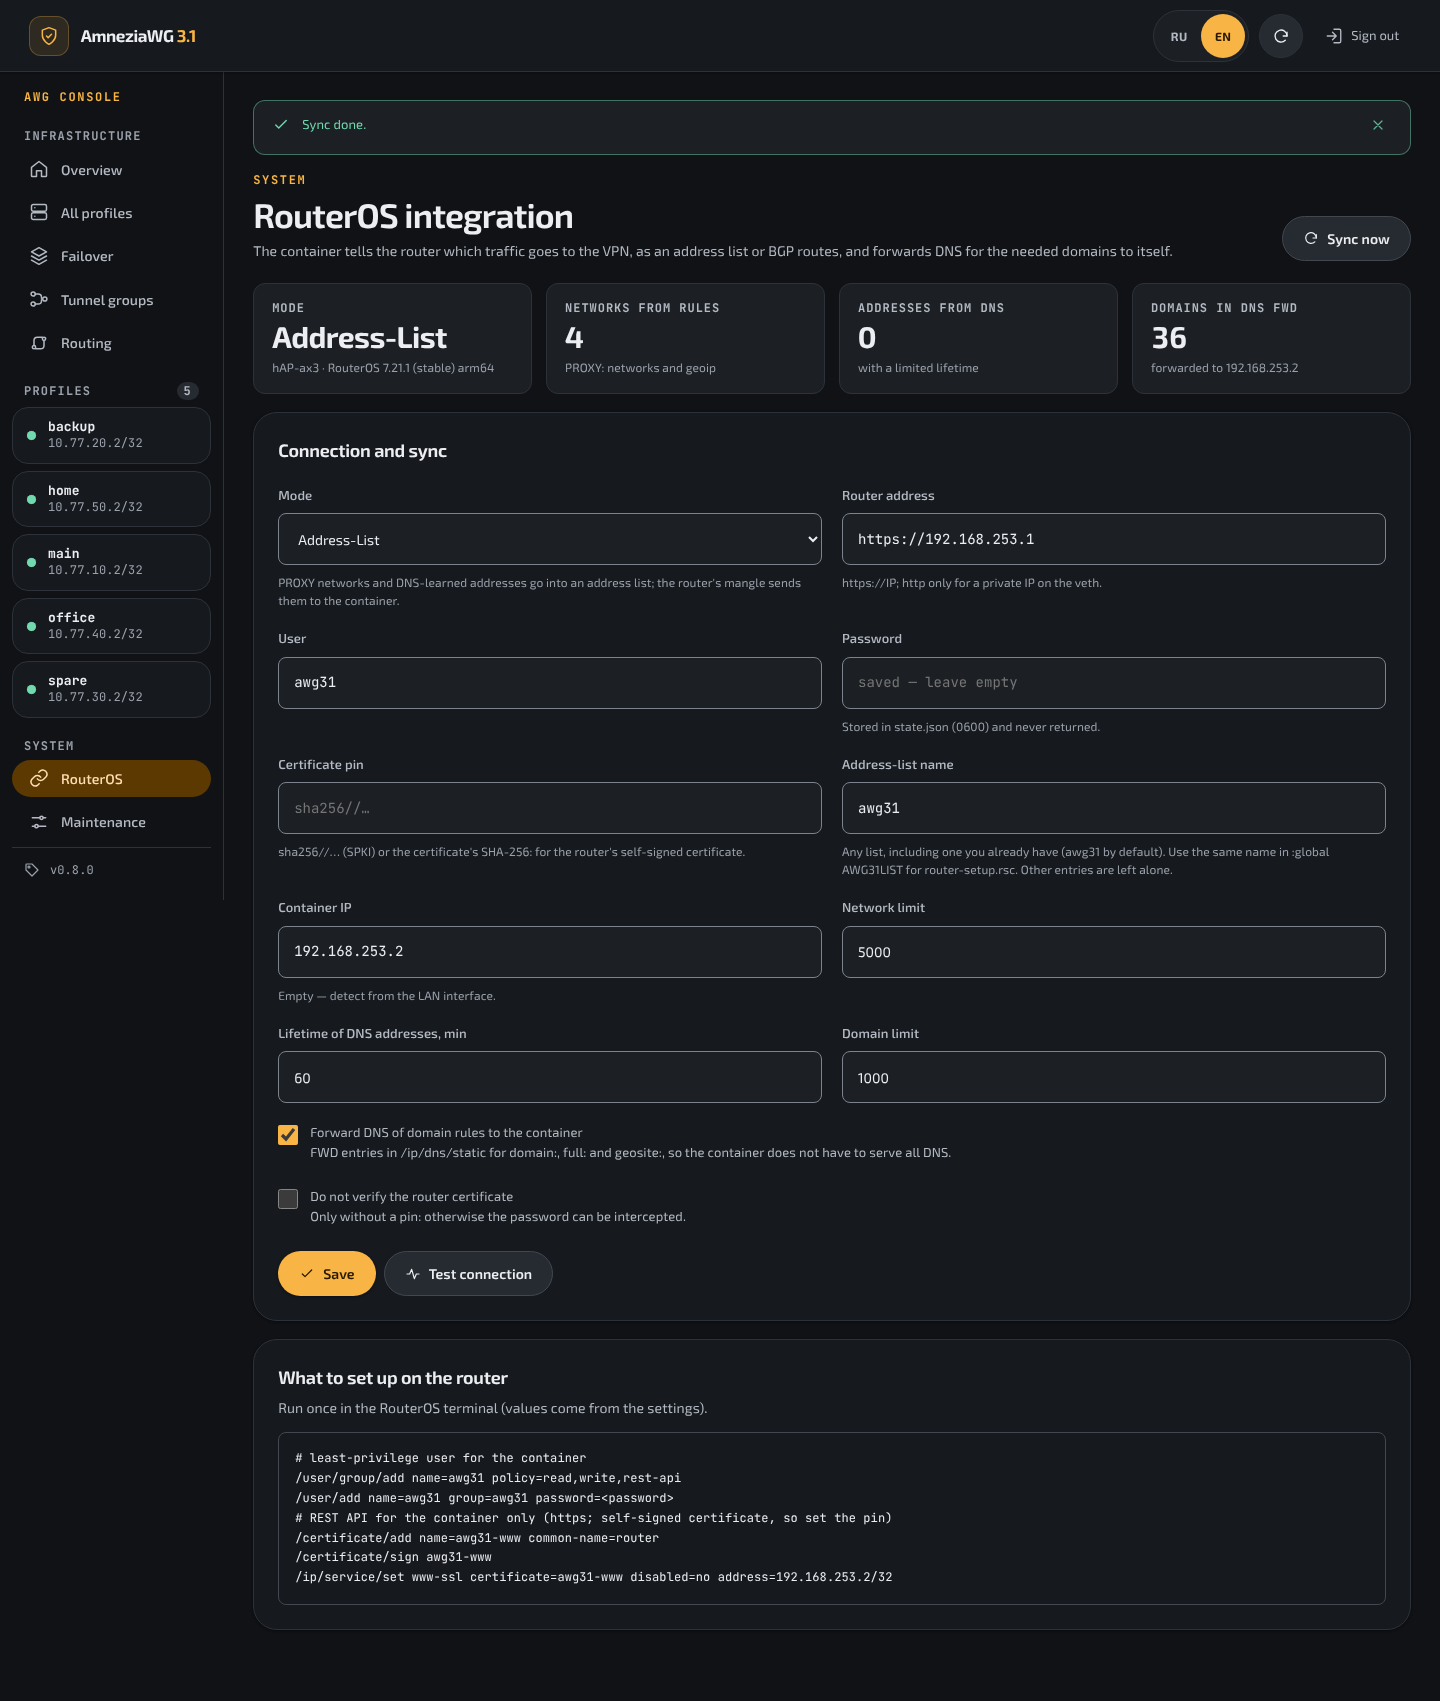 AmneziaWG 3.1
RU
EN
Sign out
AWG CONSOLE
INFRASTRUCTURE
Overview
All profiles
Failover
Tunnel groups
Routing
PROFILES
5
backup
10.77.20.2/32
home
10.77.50.2/32
main
10.77.10.2/32
office
10.77.40.2/32
spare
10.77.30.2/32
SYSTEM
RouterOS
Maintenance
v0.8.0
Sync done.
SYSTEM
RouterOS integration
The container tells the router which traffic goes to the VPN, as an address list or BGP routes, and forwards DNS for the needed domains to itself.
Sync now
MODE
Address-List
hAP-ax3 · RouterOS 7.21.1 (stable) arm64
NETWORKS FROM RULES
4
PROXY: networks and geoip
ADDRESSES FROM DNS
0
with a limited lifetime
DOMAINS IN DNS FWD
36
forwarded to 192.168.253.2
Connection and sync
Mode
Address-List
PROXY networks and DNS-learned addresses go into an address list; the router's mangle sends
them to the container.
Router address
https://192.168.253.1
https://IP; http only for a private IP on the veth.
User
awg31
Password
saved — leave empty
Stored in state.json (0600) and never returned.
Certificate pin
sha256//…
sha256//… (SPKI) or the certificate's SHA-256: for the router's self-signed certificate.
Address-list name
awg31
Any list, including one you already have (awg31 by default). Use the same name in :global
AWG31LIST for router-setup.rsc. Other entries are left alone.
Container IP
192.168.253.2
Empty — detect from the LAN interface.
Network limit
5000
Lifetime of DNS addresses, min
60
Domain limit
1000
Forward DNS of domain rules to the container
FWD entries in /ip/dns/static for domain:, full: and geosite:, so the container does not have to serve all DNS.
Do not verify the router certificate
Only without a pin: otherwise the password can be intercepted.
Save
Test connection
What to set up on the router
Run once in the RouterOS terminal (values come from the settings).
# least-privilege user for the container
/user/group/add name=awg31 policy=read,write,rest-api
/user/add name=awg31 group=awg31 password=<password>
# REST API for the container only (https; self-signed certificate, so set the pin)
/certificate/add name=awg31-www common-name=router
/certificate/sign awg31-www
/ip/service/set www-ssl certificate=awg31-www disabled=no address=192.168.253.2/32